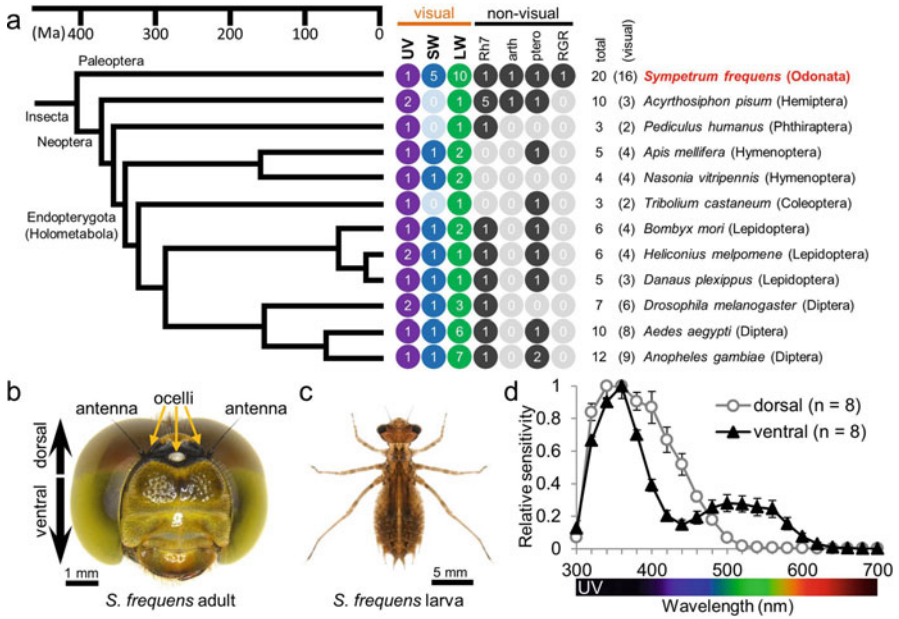 a
(Ma) 400 300 200 100 0
visual non-visual
UV SW LW Rh7 arth ptero RGR total (visual)
Paleoptera
Insecta
Neoptera
Endopterygota
(Holometabola)
1 5 10 1 1 1 1 20 (16) Sympetrum frequens (Odonata)
2 0 1 5 1 1 0 10 (3) Acyrthosiphon pisum (Hemiptera)
1 0 1 1 0 0 0 3 (2) Pediculus humanus (Phthiraptera)
1 1 2 0 0 1 0 5 (4) Apis mellifera (Hymenoptera)
1 1 2 0 0 0 0 4 (4) Nasonia vitripennis (Hymenoptera)
1 0 1 0 0 1 0 3 (2) Tribolium castaneum (Coleoptera)
1 1 2 1 0 1 0 6 (4) Bombyx mori (Lepidoptera)
2 1 1 1 0 1 0 6 (4) Heliconius melpomene (Lepidoptera)
1 1 1 1 0 1 0 5 (3) Danaus plexippus (Lepidoptera)
2 1 3 1 0 0 0 7 (6) Drosophila melanogaster (Diptera)
1 1 6 1 0 1 0 10 (8) Aedes aegypti (Diptera)
1 1 7 1 0 2 0 12 (9) Anopheles gambiae (Diptera)
b
ocelli
antenna antenna
dorsal
ventral
1 mm
S. frequens adult
c
5 mm
S. frequens larva
d
Relative sensitivity
1
0.8
0.6
0.4
0.2
0
dorsal (n = 8)
ventral (n = 8)
300 400 500 600 700
UV
Wavelength (nm)